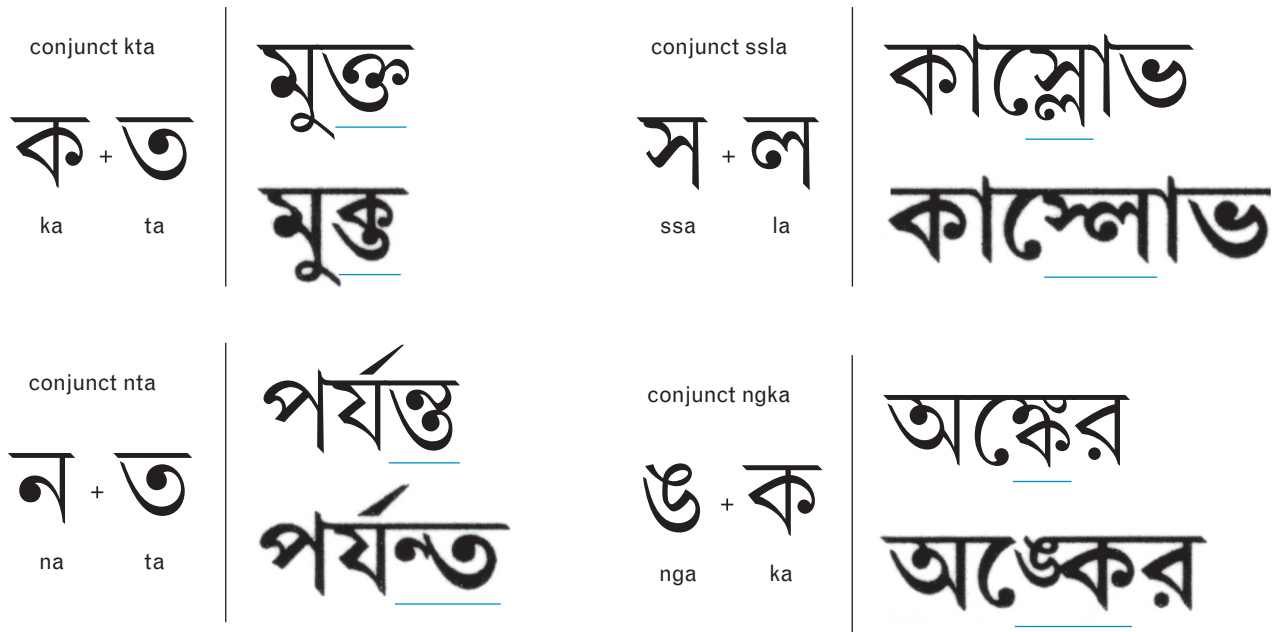 conjunct kta
ক + ত
ka ta
মুক্ত
মুক্ত
conjunct ssla
স + ল
ssa la
কাস্লোভ
কাস্লোভ
conjunct nta
ন + ত
na ta
পর্যন্ত
পর্যন্ত
conjunct ngka
ঙ + ক
nga ka
অঙ্কের
অঙ্কের